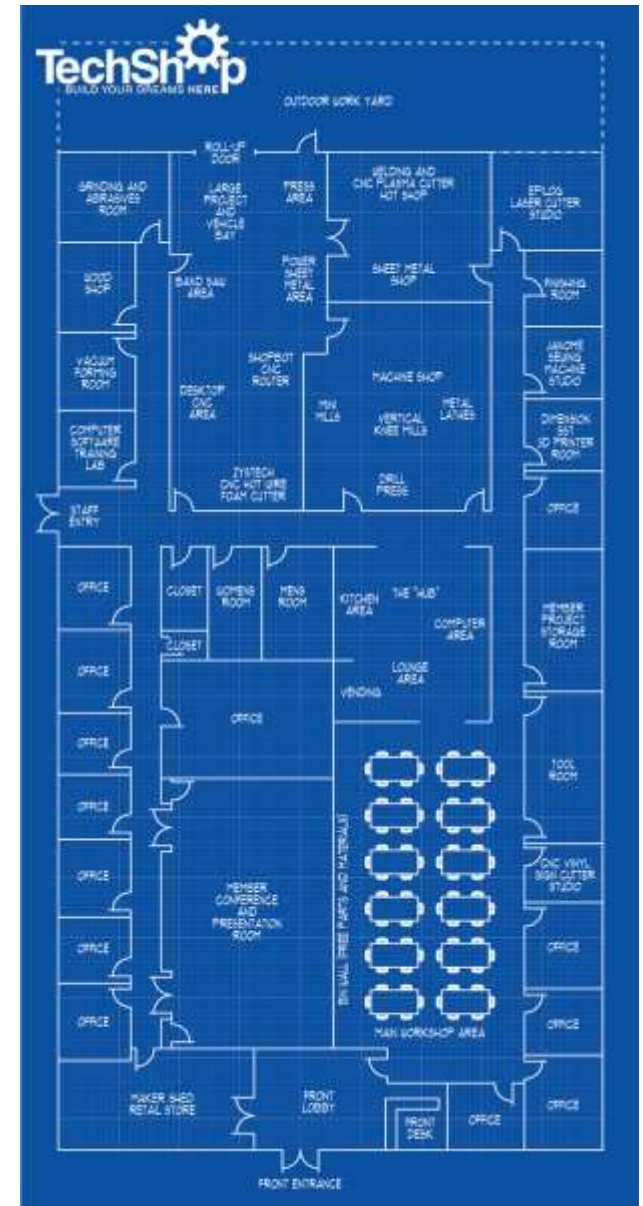 TechShop
BUILD YOUR DREAMS HERE
OUTDOOR WORK YARD
ROLL-UP
DOOR
GRINDING AND
ABRASIVES
ROOM
LARGE
PROJECT
AND
VEHICLE
BAY
PRESS
AREA
WELDING AND
CNC PLASMA CUTTER
HOT SHOP
EPILOG
LASER CUTTER
STUDIO
WOOD
SHOP
BAND SAW
AREA
POWER
SHEET
METAL
AREA
SHEET METAL
SHOP
FINISHING
ROOM
VACUUM
FORMING
ROOM
SHOPBOT
CNC
ROUTER
DESKTOP
CNC
AREA
MACHINE SHOP
MINI
MILLS
VERTICAL
KNEE MILLS
METAL
LATHES
JANOME
SEWING
MACHINE
STUDIO
COMPUTER
SOFTWARE
TRAINING
LAB
ZYSTECH
CNC HOT WIRE
FOAM CUTTER
DRILL
PRESS
DIMENSION
SST
3D PRINTER
ROOM
STAFF
ENTRY
OFFICE
OFFICE
CLOSET
WOMENS
ROOM
MENS
ROOM
KITCHEN
AREA
THE "HUB"
COMPUTER
AREA
MEMBER
PROJECT
STORAGE
ROOM
CLOSET
LOUNGE
AREA
VENDING
OFFICE
OFFICE
OFFICE
TOOL
ROOM
OFFICE
OFFICE
MEMBER
CONFERENCE
AND
PRESENTATION
ROOM
BIN WALL (FREE PARTS AND MATERIALS)
CNC VINYL
SIGN CUTTER
STUDIO
OFFICE
OFFICE
OFFICE
MAIN WORKSHOP AREA
OFFICE
MAKER SHED
RETAIL STORE
FRONT
LOBBY
FRONT
DESK
OFFICE
OFFICE
FRONT ENTRANCE